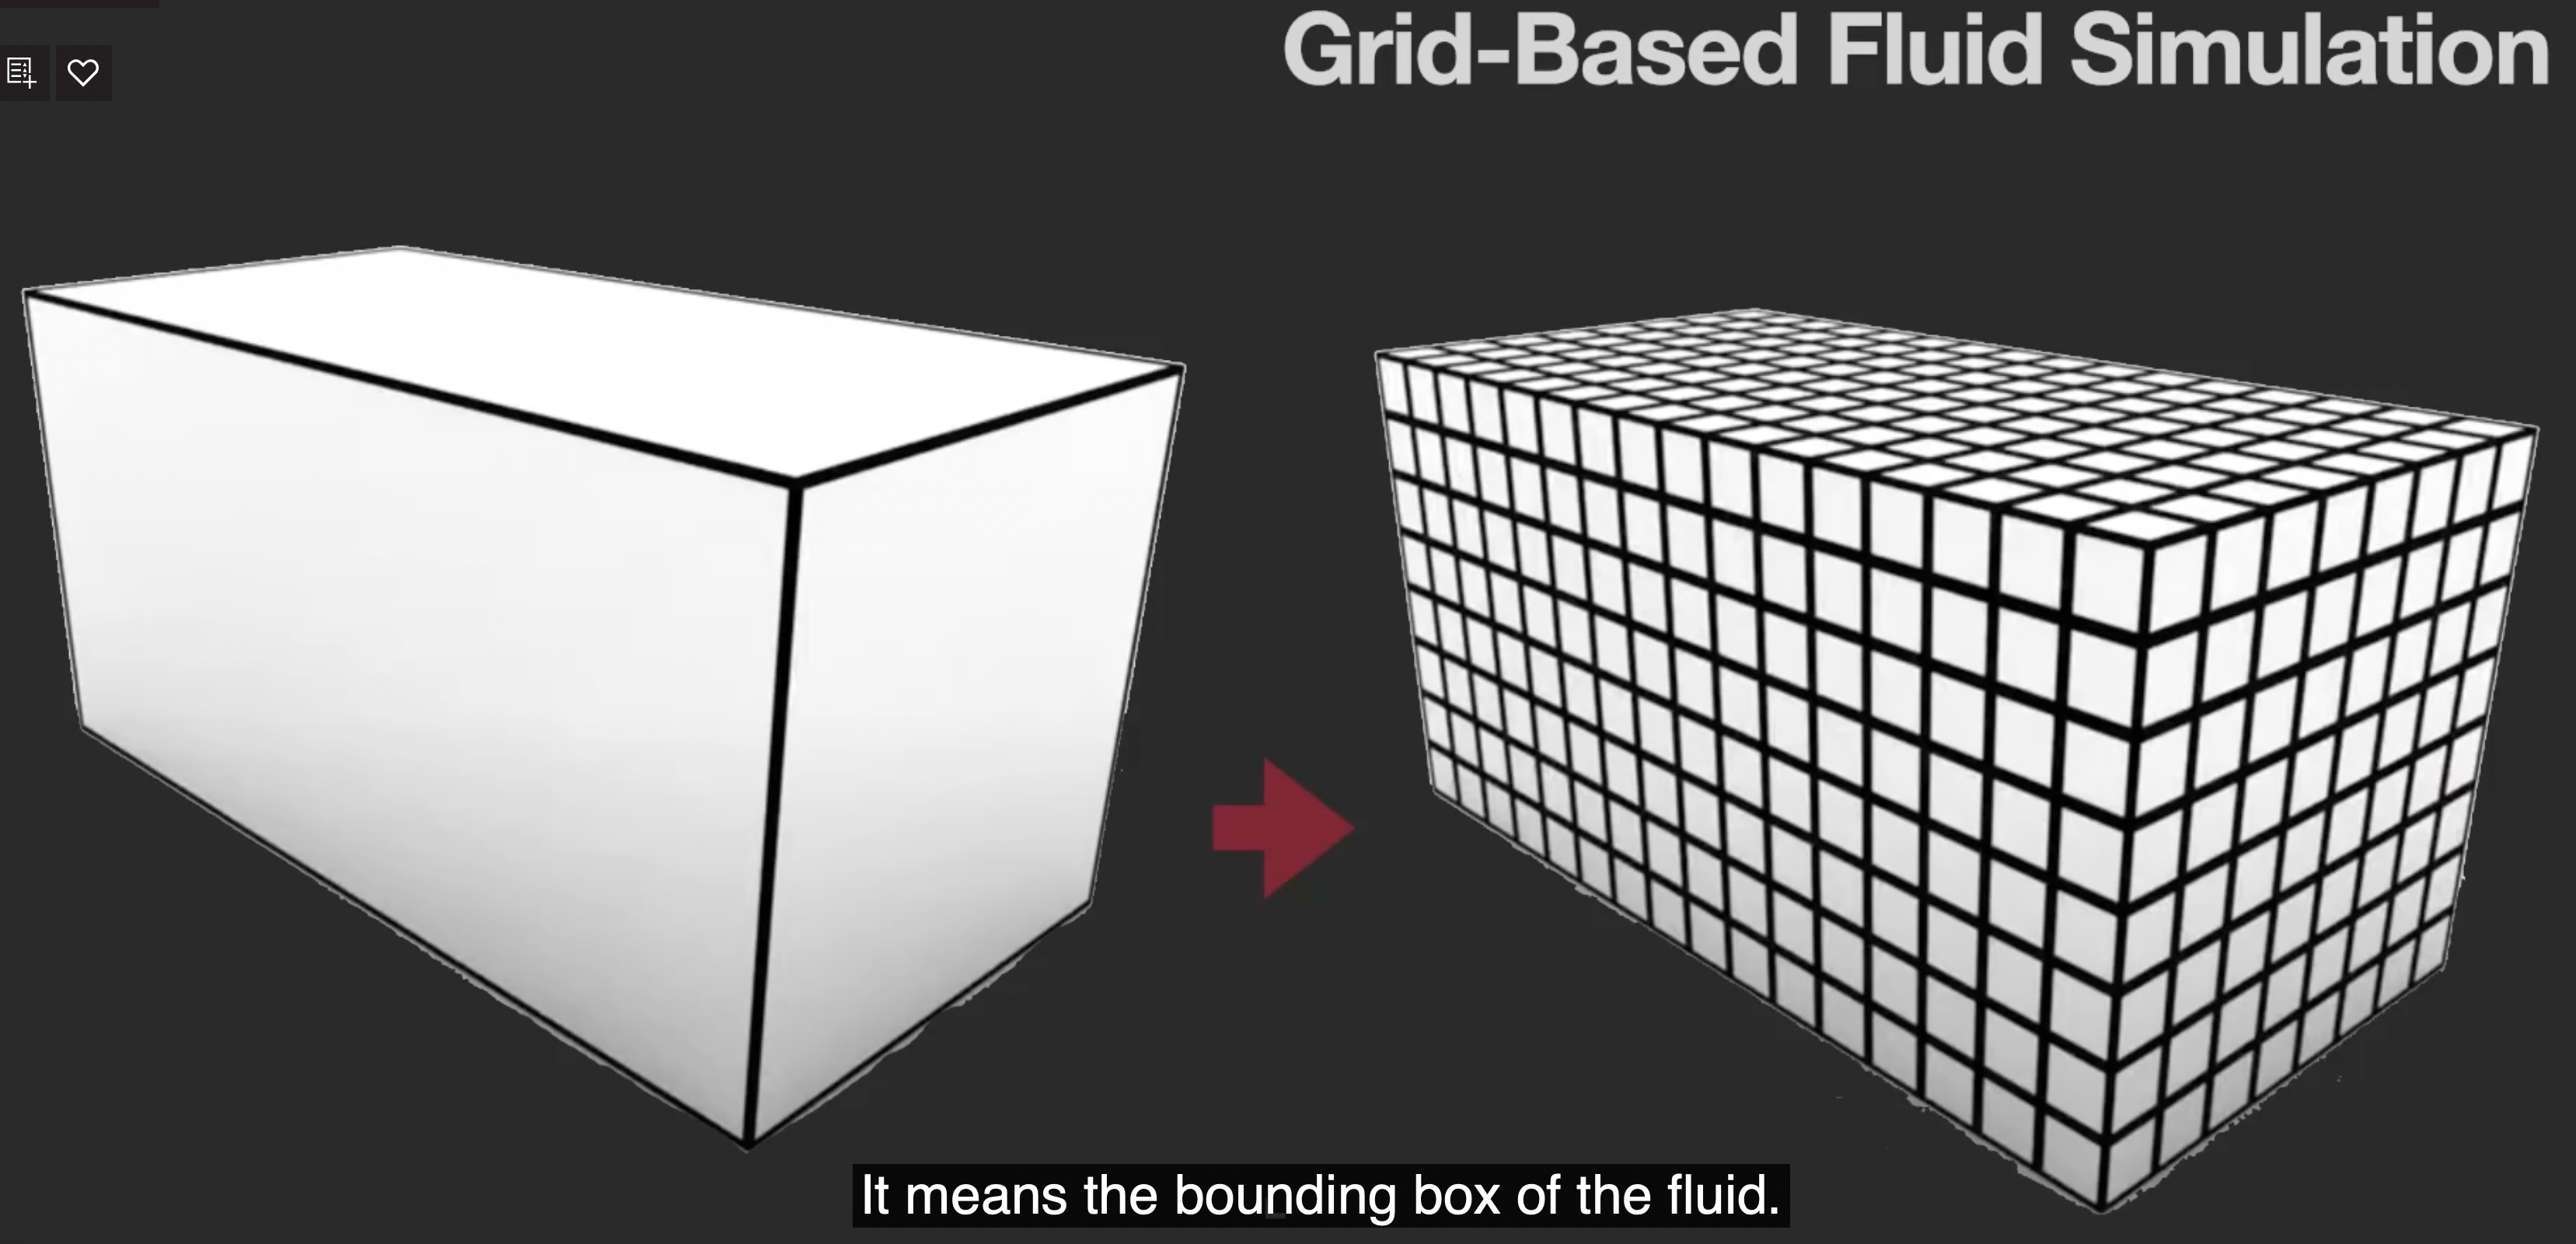 Grid-Based Fluid Simulation
It means the bounding box of the fluid.